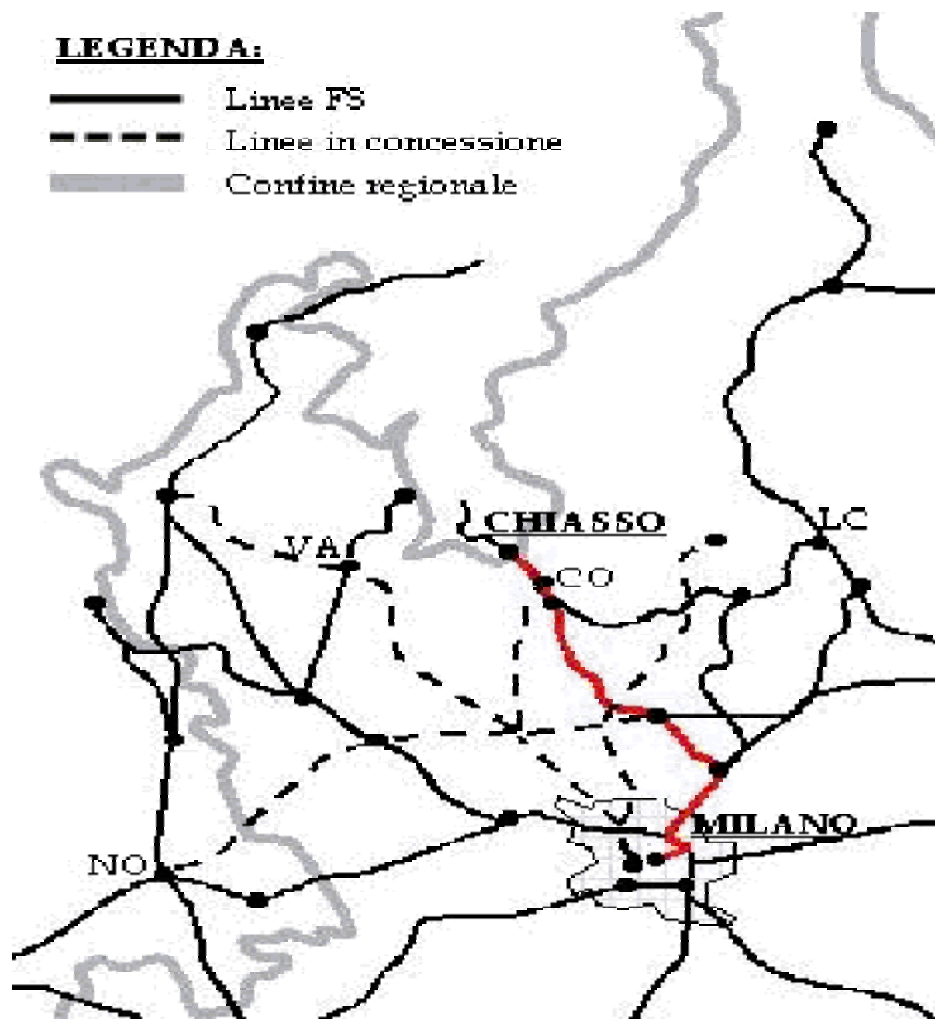 LEGENDA:
Linee FS
Linee in concessione
Confine regionale
CHIASSO
LC
VA
CO
MILANO
NO